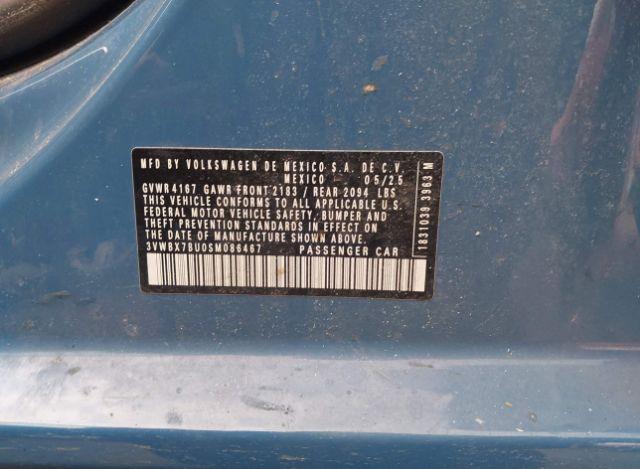 MFD BY VOLKSWAGEN DE MEXICO S.A. DE C.V.
MEXICO - 05/25
GVWR 4167 GAWR FRONT 2183 / REAR 2094 LBS
THIS VEHICLE CONFORMS TO ALL APPLICABLE U.S.
FEDERAL MOTOR VEHICLE SAFETY, BUMPER AND
THEFT PREVENTION STANDARDS IN EFFECT ON
THE DATE OF MANUFACTURE SHOWN ABOVE.
3VWBX7BU0SM088467 PASSENGER CAR
1831039 3963 M